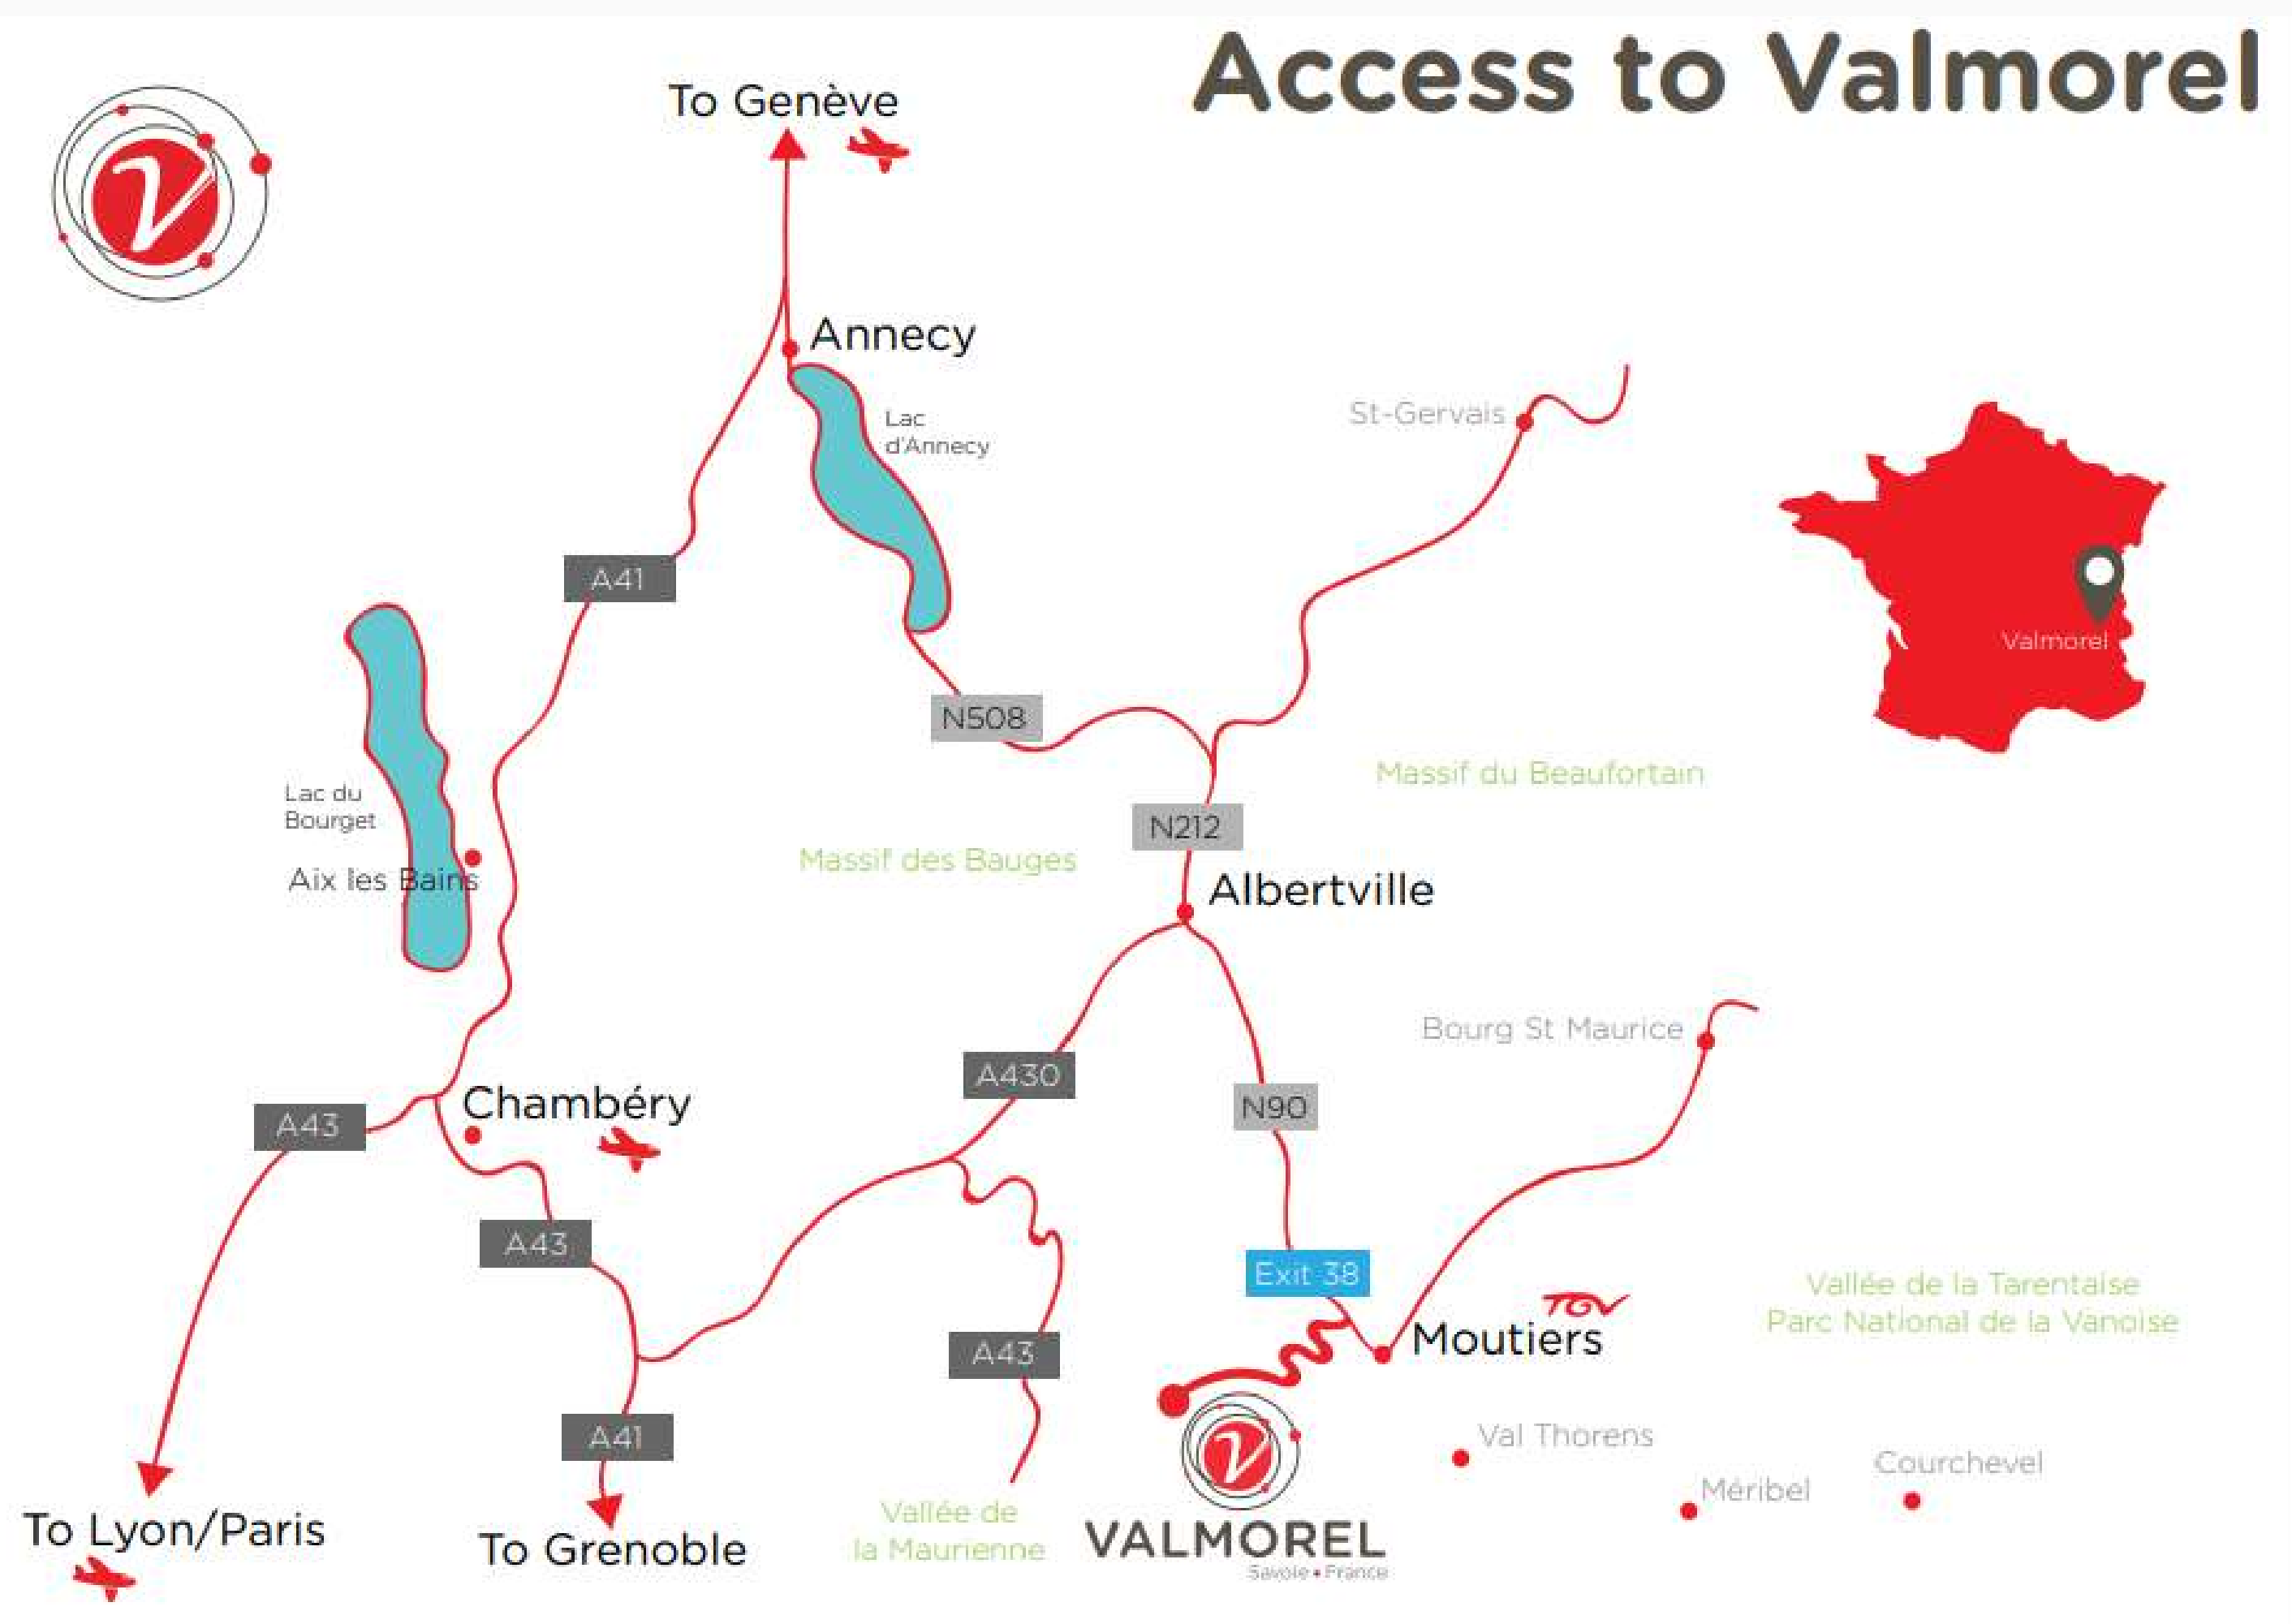 Access to Valmorel
To Genève
V
Annecy
Lac
d'Annecy
St-Gervais
A41
Valmorel
N508
Massif du Beaufortain
Lac du
Bourget
N212
Massif des Bauges
Aix les Bains
Albertville
Bourg St Maurice
A430
Chambéry
N90
A43
A43
Exit 38
Vallée de la Tarentaise
TGV
Parc National de la Vanoise
Moutiers
A43
A41
V
Val Thorens
Courchevel
Méribel
Vallée de
la Maurienne
To Lyon/Paris
To Grenoble
VALMOREL
Savoie • France